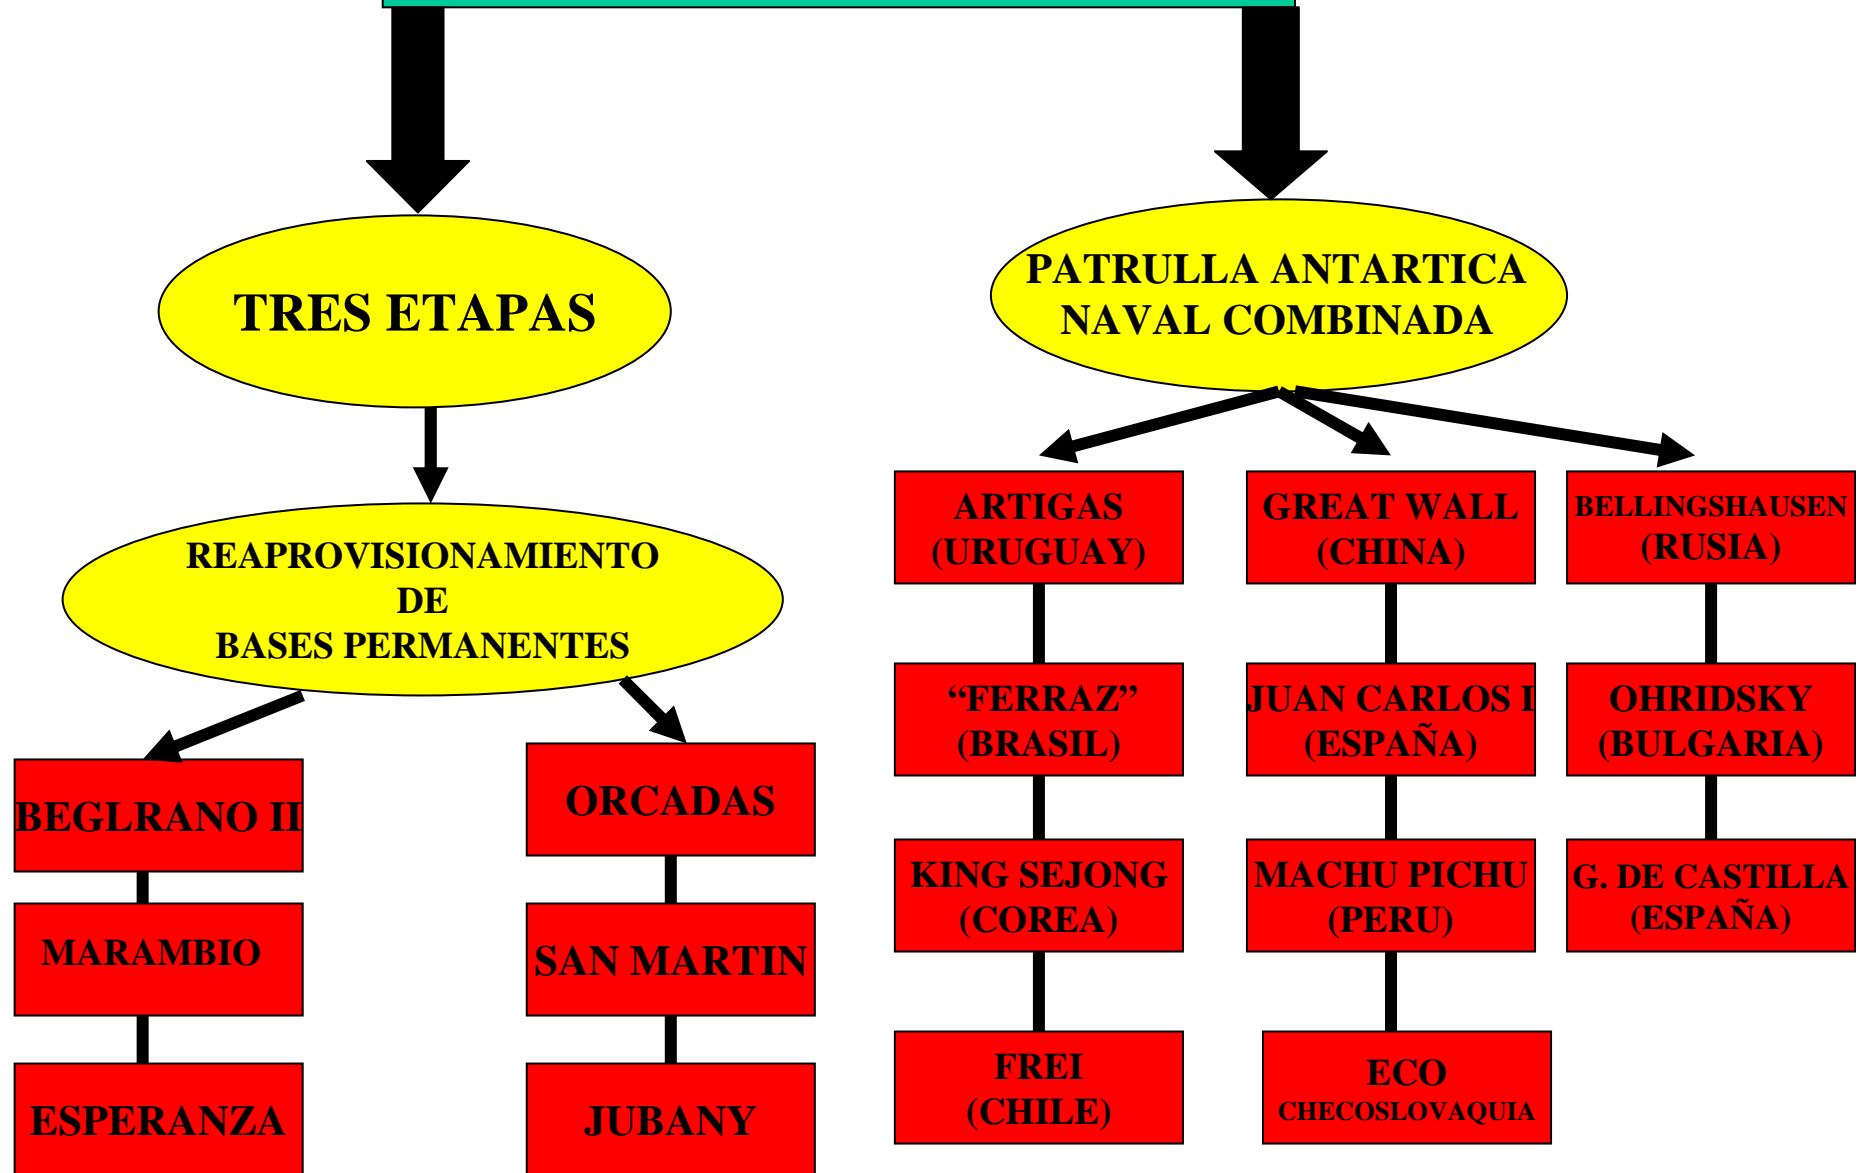 TRES ETAPAS
REAPROVISIONAMIENTO
DE
BASES PERMANENTES
BEGLRANO II
MARAMBIO
ESPERANZA
ORCADAS
SAN MARTIN
JUBANY
PATRULLA ANTARTICA
NAVAL COMBINADA
ARTIGAS
(URUGUAY)
“FERRAZ”
(BRASIL)
KING SEJONG
(COREA)
FREI
(CHILE)
GREAT WALL
(CHINA)
JUAN CARLOS I
(ESPAÑA)
MACHU PICHU
(PERU)
ECO
CHECOSLOVAQUIA
BELLINGSHAUSEN
(RUSIA)
OHRIDSKY
(BULGARIA)
G. DE CASTILLA
(ESPAÑA)